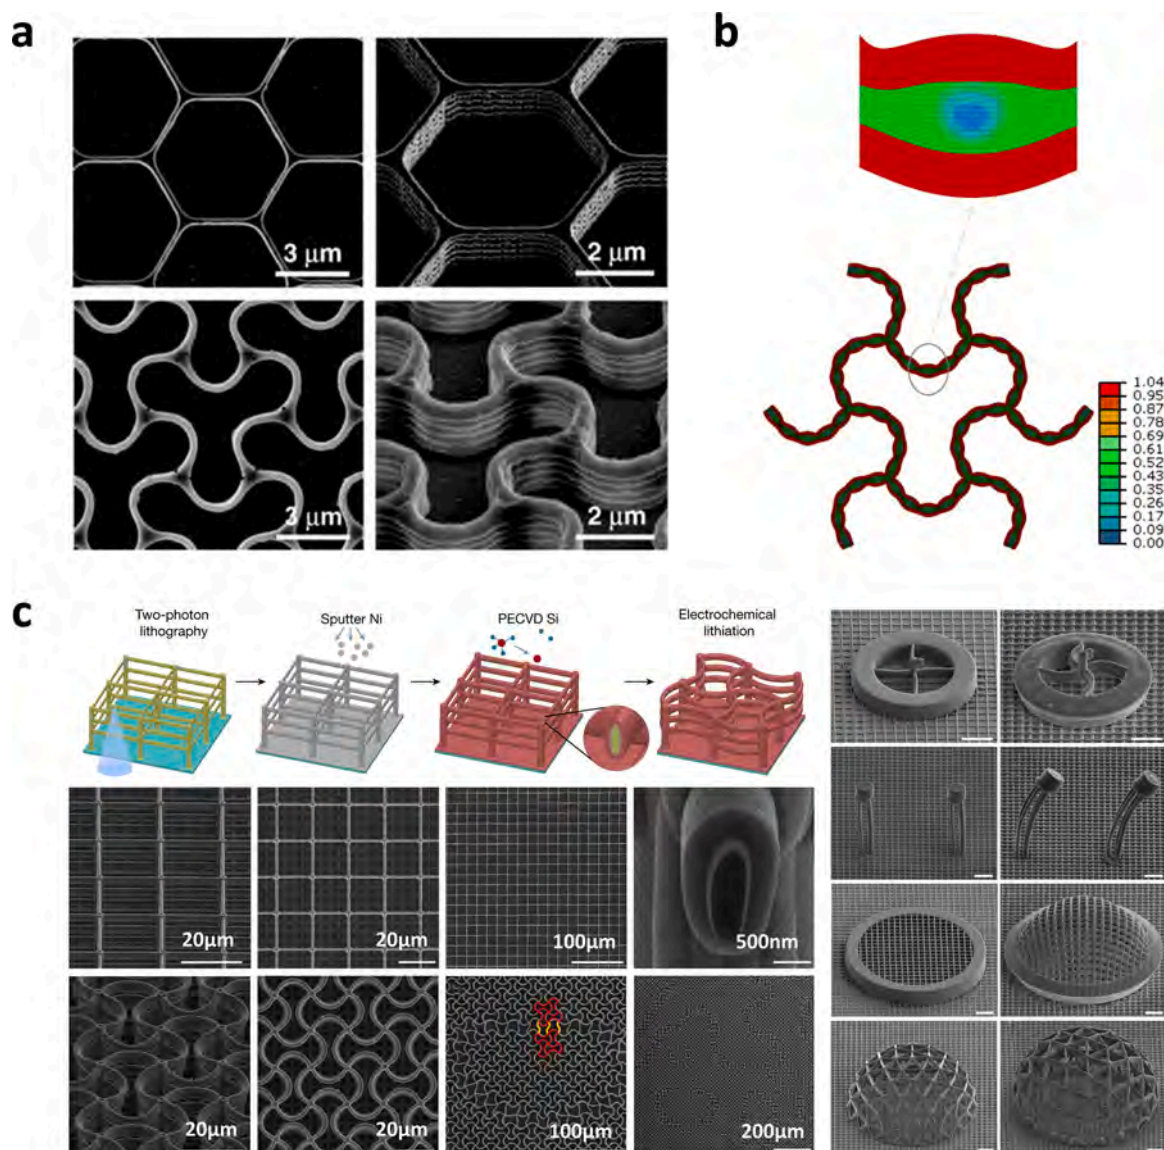 a
b
3 μm
2 μm
3 μm
2 μm
1.04
0.95
0.87
0.78
0.69
0.61
0.52
0.43
0.35
0.26
0.17
0.09
0.00
c
Two-photon
lithography
Sputter Ni
PECVD Si
Electrochemical
lithiation
20μm
20μm
100μm
500nm
20μm
20μm
100μm
200μm